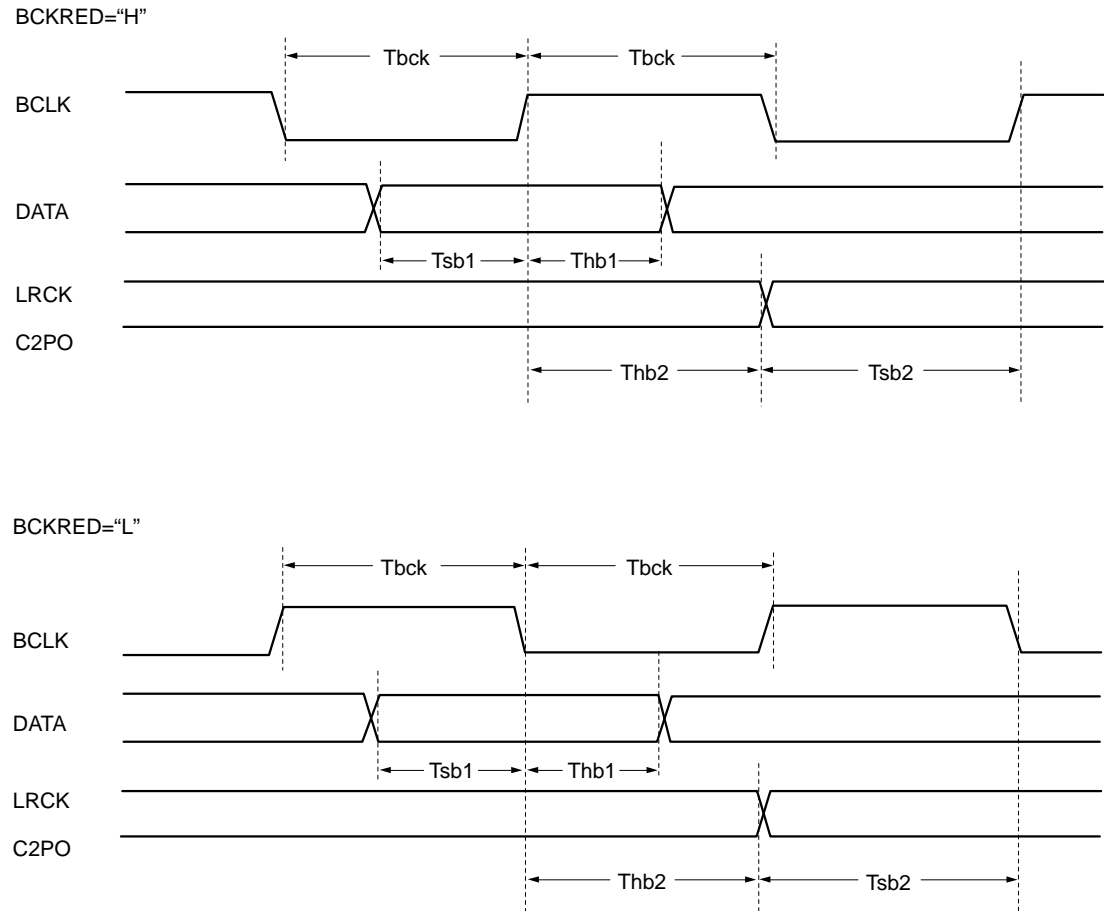 BCKRED=“H”
Tbck Tbck
BCLK
DATA
Tsb1 Thb1
LRCK
C2PO
Thb2 Tsb2
BCKRED=“L”
Tbck Tbck
BCLK
DATA
Tsb1 Thb1
LRCK
C2PO
Thb2 Tsb2